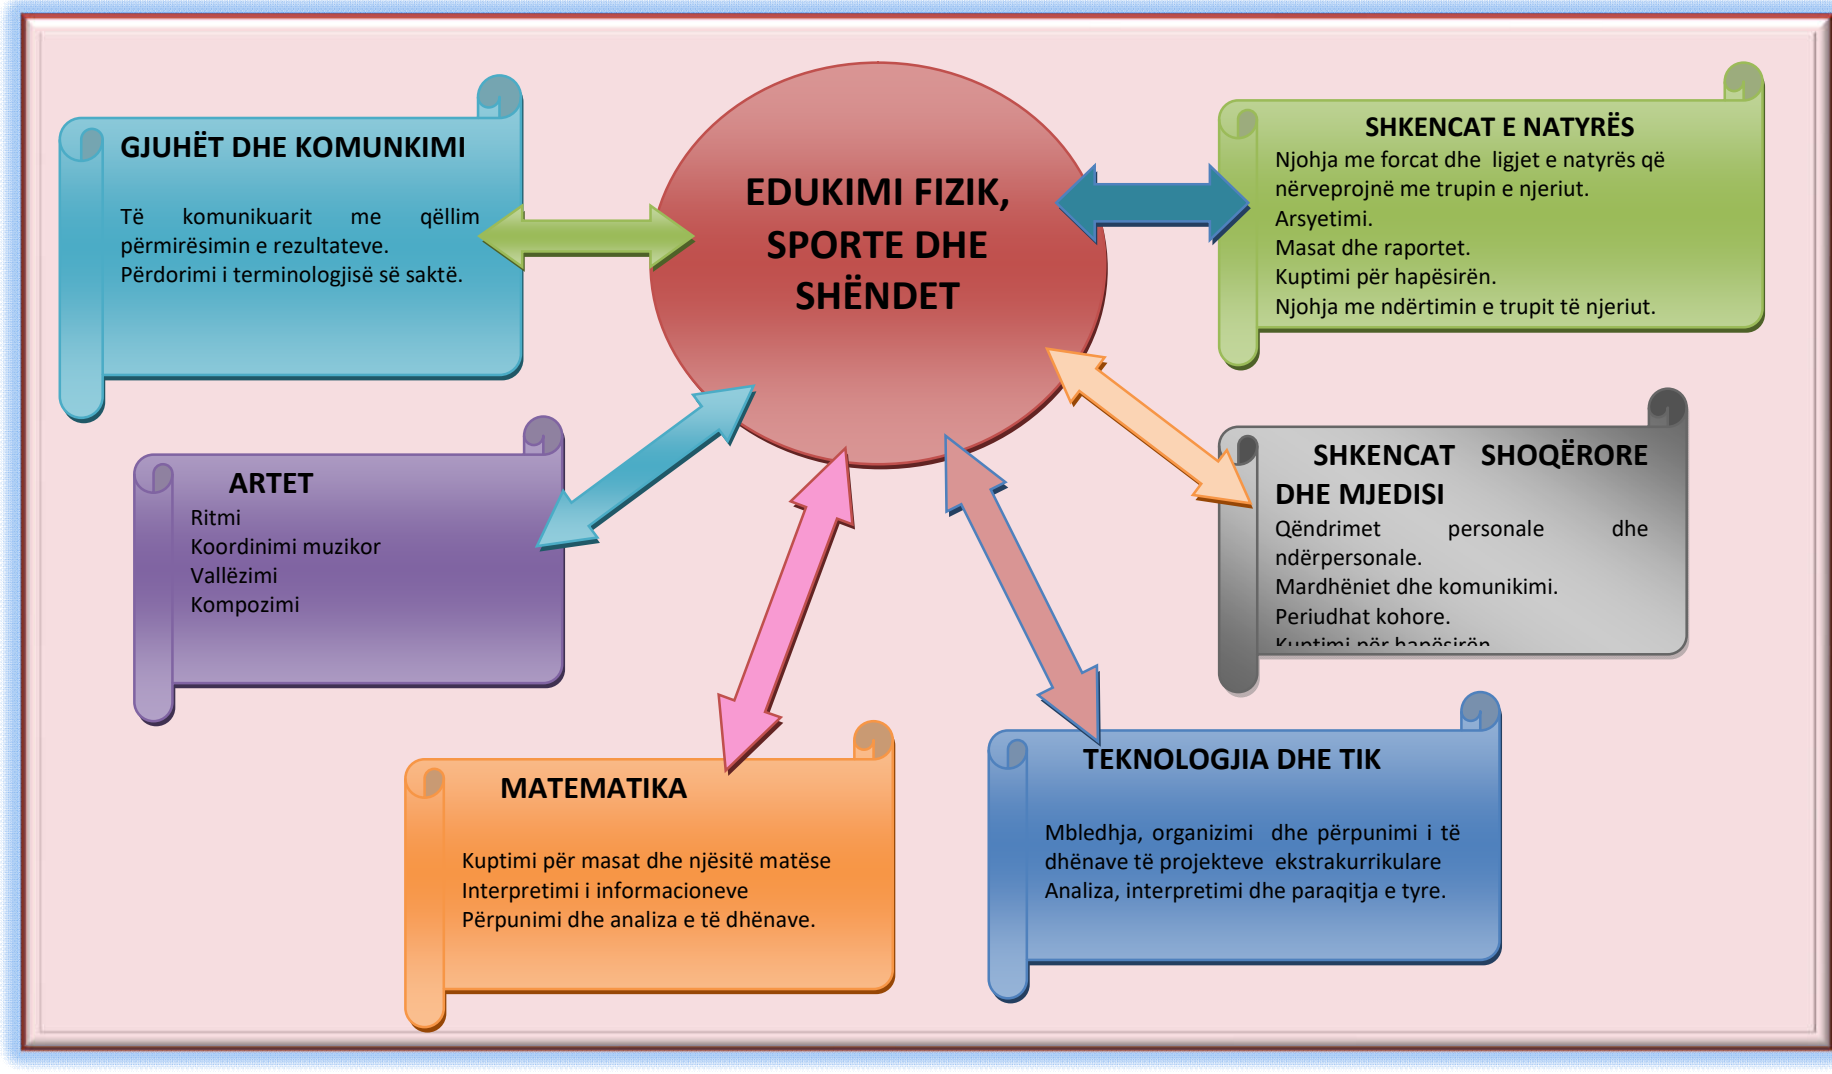 GJUHËT DHE KOMUNKIMI
Të komunikuarit me qëllim
përmirësimin e rezultateve.
Përdorimi i terminologjisë së saktë.
EDUKIMI FIZIK,
SPORTE DHE
SHËNDET
SHKENCAT E NATYRËS
Njohja me forcat dhe ligjet e natyrës që
nërveprojnë me trupin e njeriut.
Arsyetimi.
Masat dhe raportet.
Kuptimi për hapësirën.
Njohja me ndërtimin e trupit të njeriut.
ARTET
Ritmi
Koordinimi muzikor
Vallëzimi
Kompozimi
SHKENCAT SHOQËRORE
DHE MJEDISI
Qëndrimet personale dhe
ndërpersonale.
Mardhëniet dhe komunikimi.
Periudhat kohore.
Kuptimi për hapësirën
MATEMATIKA
Kuptimi për masat dhe njësitë matëse
Interpretimi i informacioneve
Përpunimi dhe analiza e të dhënave.
TEKNOLOGJIA DHE TIK
Mbledhja, organizimi dhe përpunimi i të
dhënave të projekteve ekstrakurrikulare
Analiza, interpretimi dhe paraqitja e tyre.